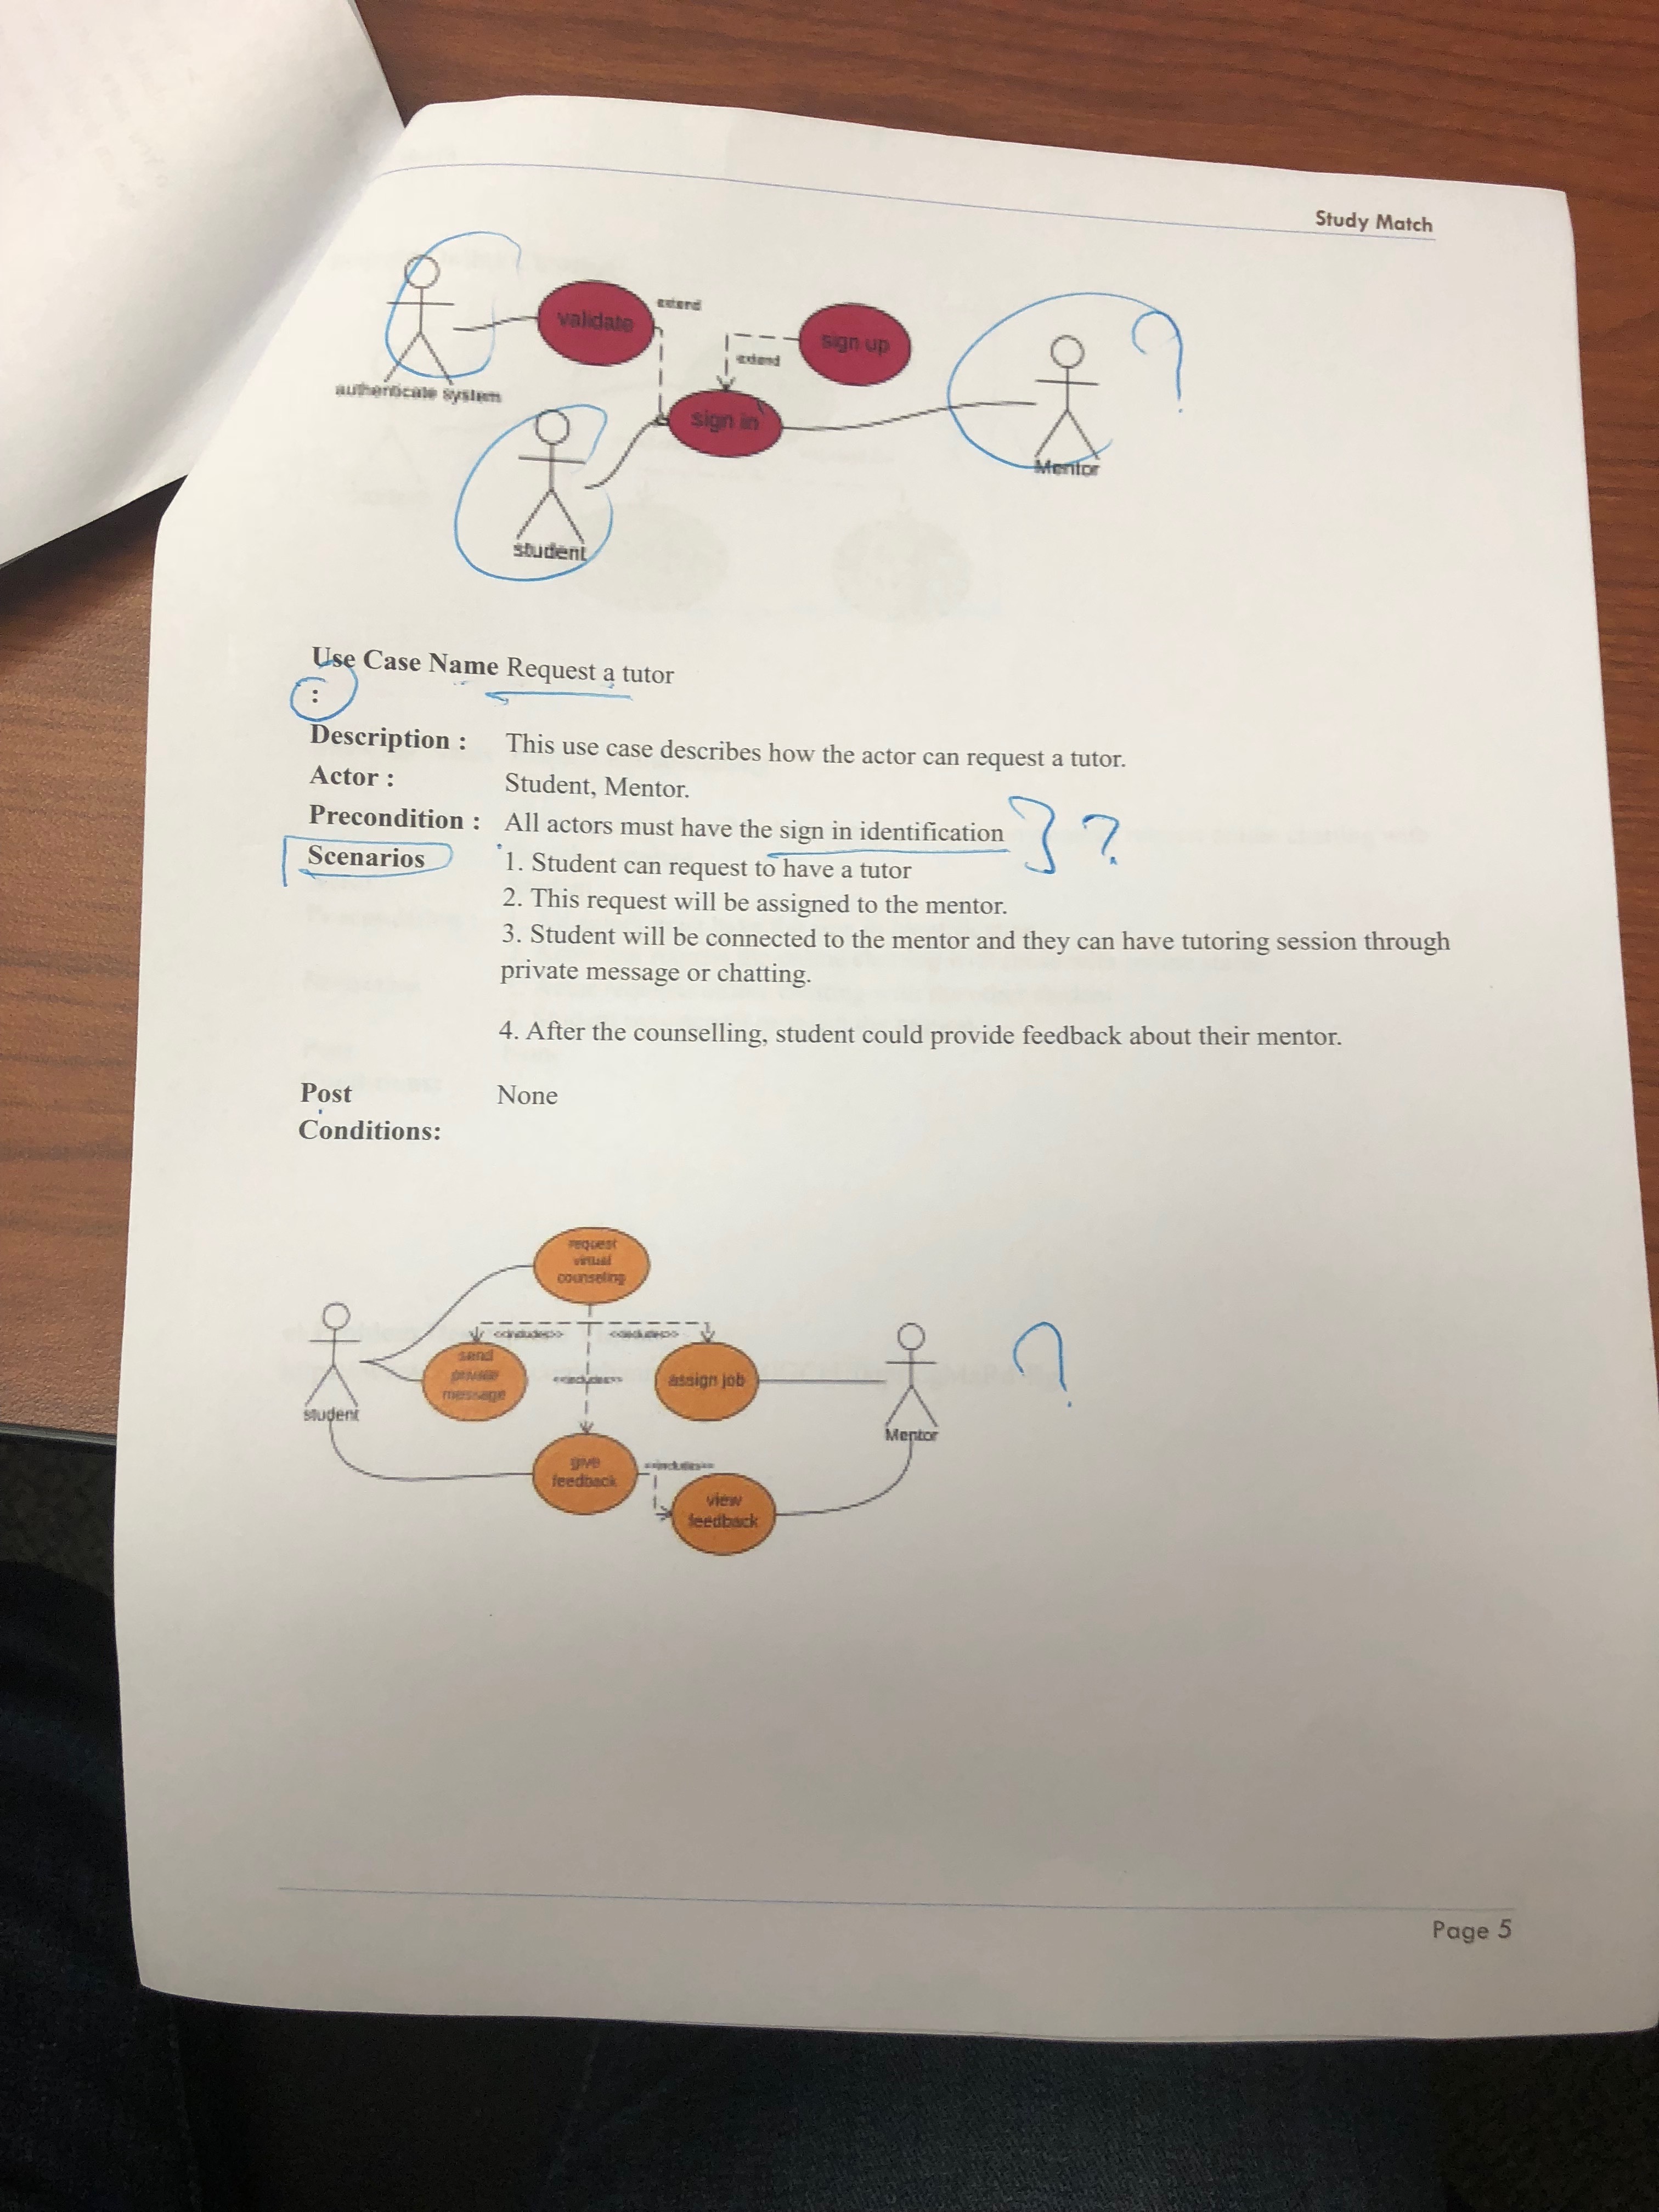 Study Match
validate
extend
sign up
extend
authenticate system
sign in
Mentor
student
Use Case Name Request a tutor
:
Description : This use case describes how the actor can request a tutor.
Actor : Student, Mentor.
Precondition : All actors must have the sign in identification } ?
Scenarios 1. Student can request to have a tutor
2. This request will be assigned to the mentor.
3. Student will be connected to the mentor and they can have tutoring session through
private message or chatting.
4. After the counselling, student could provide feedback about their mentor.
Post None
Conditions:
request
virtual
counseling
<<includes>> <<includes>>
send
private
message
<<includes>>
assign job
student
Mentor
?
give
feedback
<<includes>>
view
feedback
Page 5